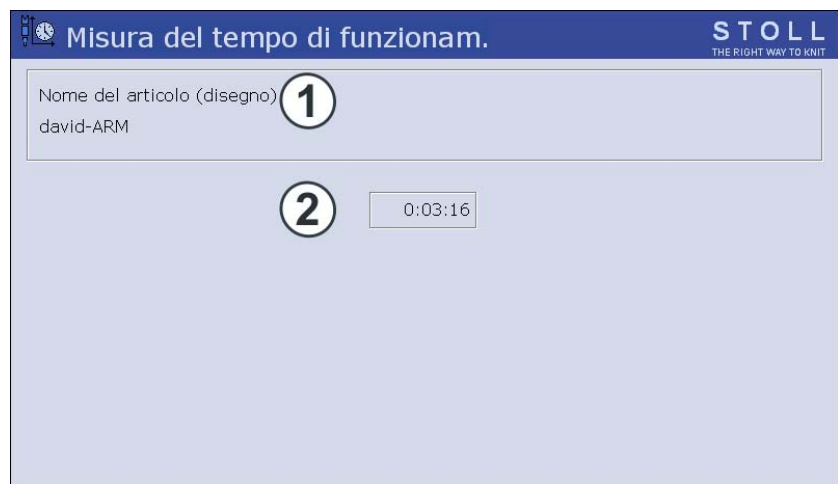 Misura del tempo di funzionam.
STOLL
THE RIGHT WAY TO KNIT
Nome del articolo (disegno)
1
david-ARM
2
0:03:16